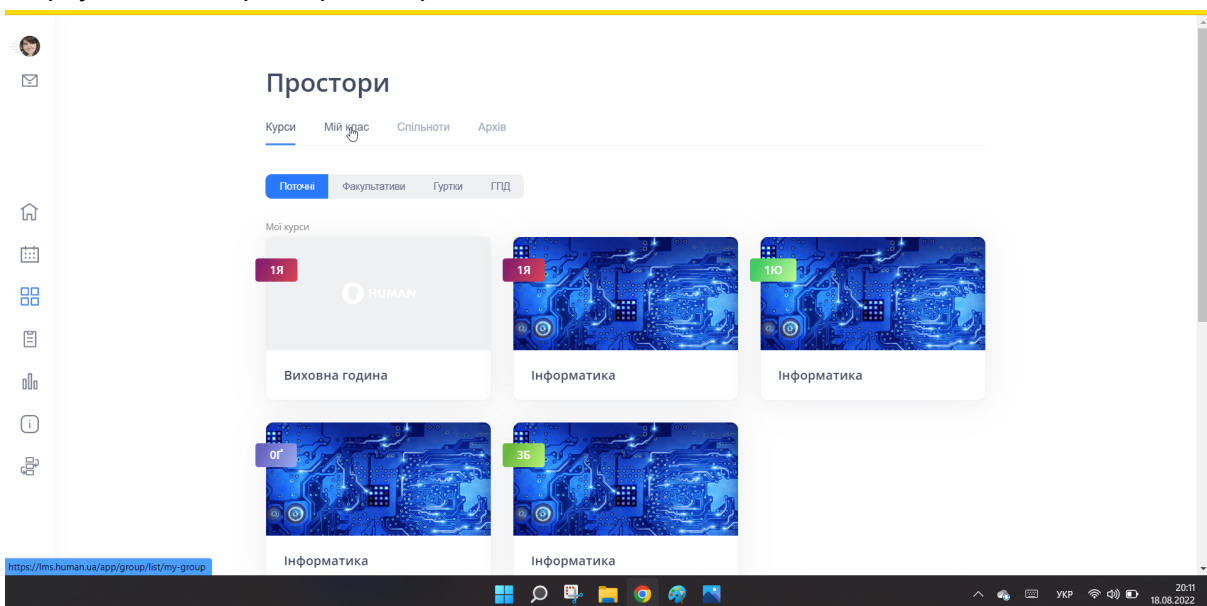 Простори
Курси Мій клас Спільноти Архів
Поточні Факультативи Гуртки ГПД
Мої курси
1Я 1Я 1Ю
HUMAN
Виховна година Інформатика Інформатика
0Г 3Б
Інформатика Інформатика
https://lms.human.ua/app/group/list/my-group
УКР 20:11
18.08.2022